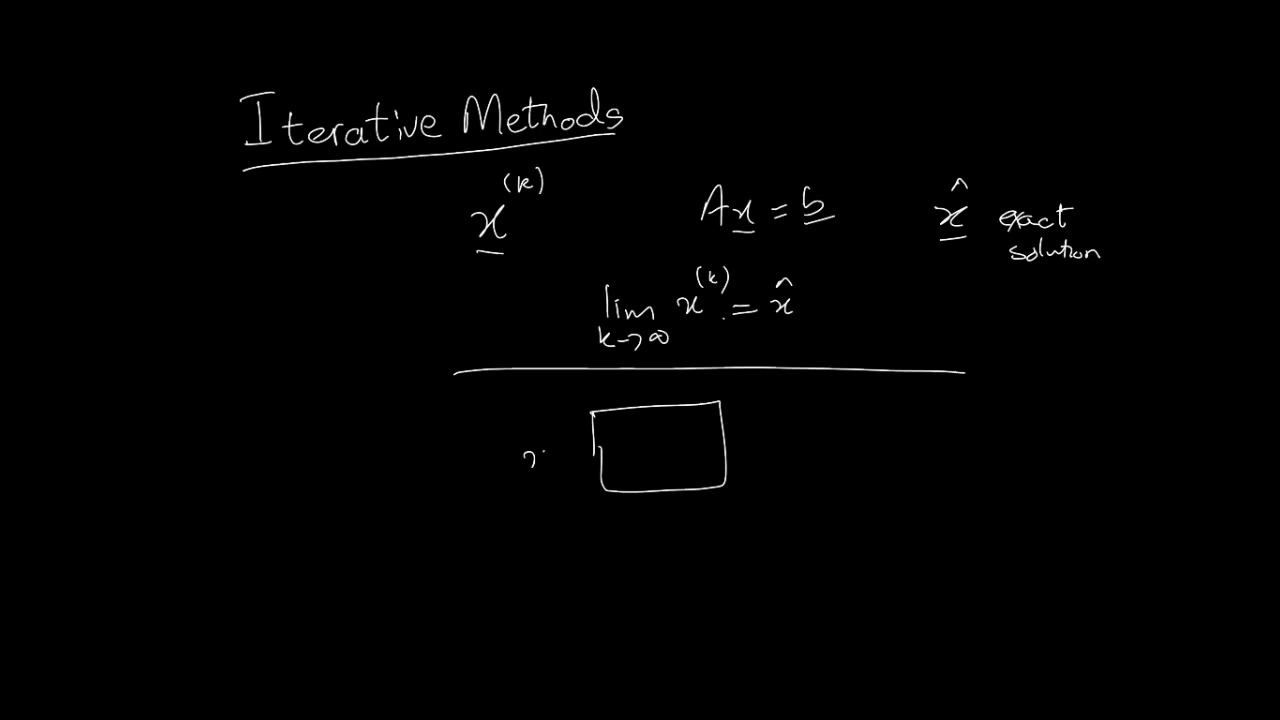 Iterative Methods
x^(k)   Ax = b   x̂ exact solution
lim x^(k) = x̂
k→∞